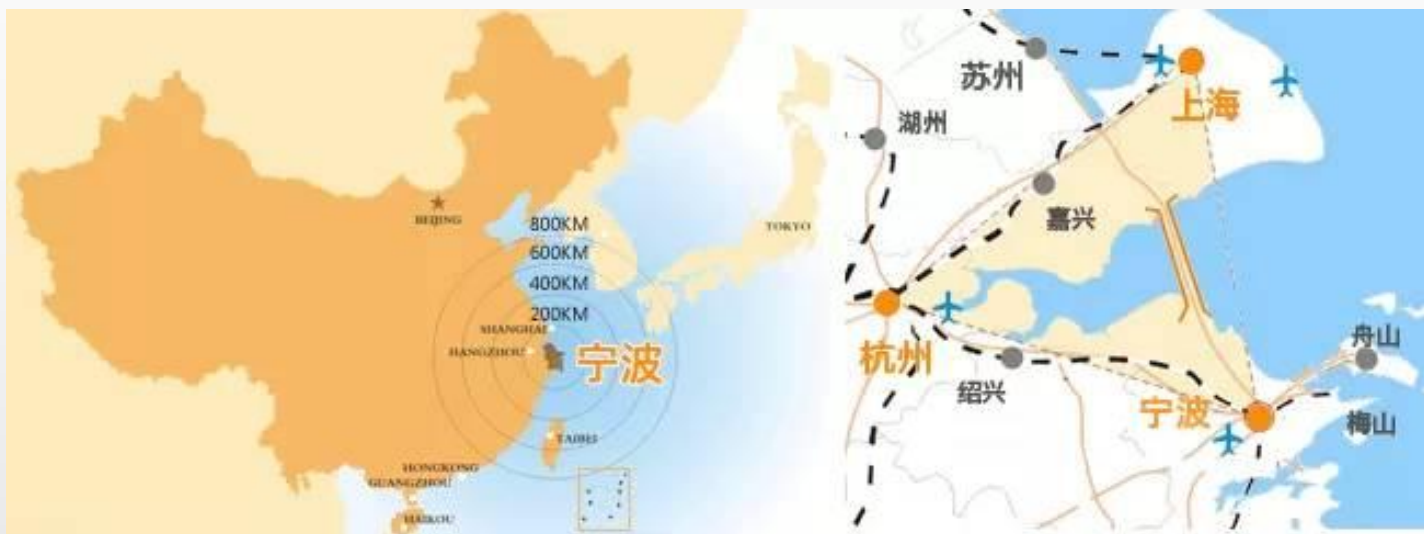 BEIJING
800KM
600KM
TOKYO
400KM
200KM
SHANGHAI
HANGZHOU
宁波
TAIBEI
HONGKONG
GUANGZHOU
HAIKOU
苏州
上海
湖州
嘉兴
杭州
舟山
绍兴
宁波
梅山